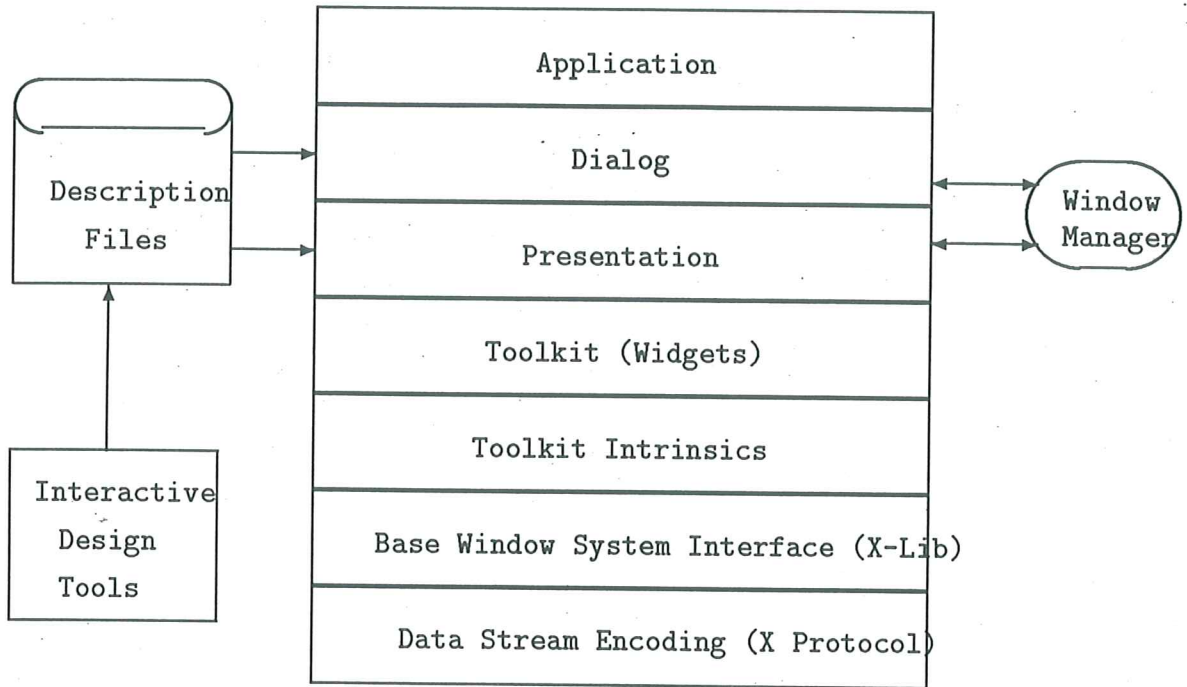 Application
Dialog
Presentation
Toolkit (Widgets)
Toolkit Intrinsics
Base Window System Interface (X-Lib)
Data Stream Encoding (X Protocol)
Description
Files
Interactive
Design
Tools
Window
Manager